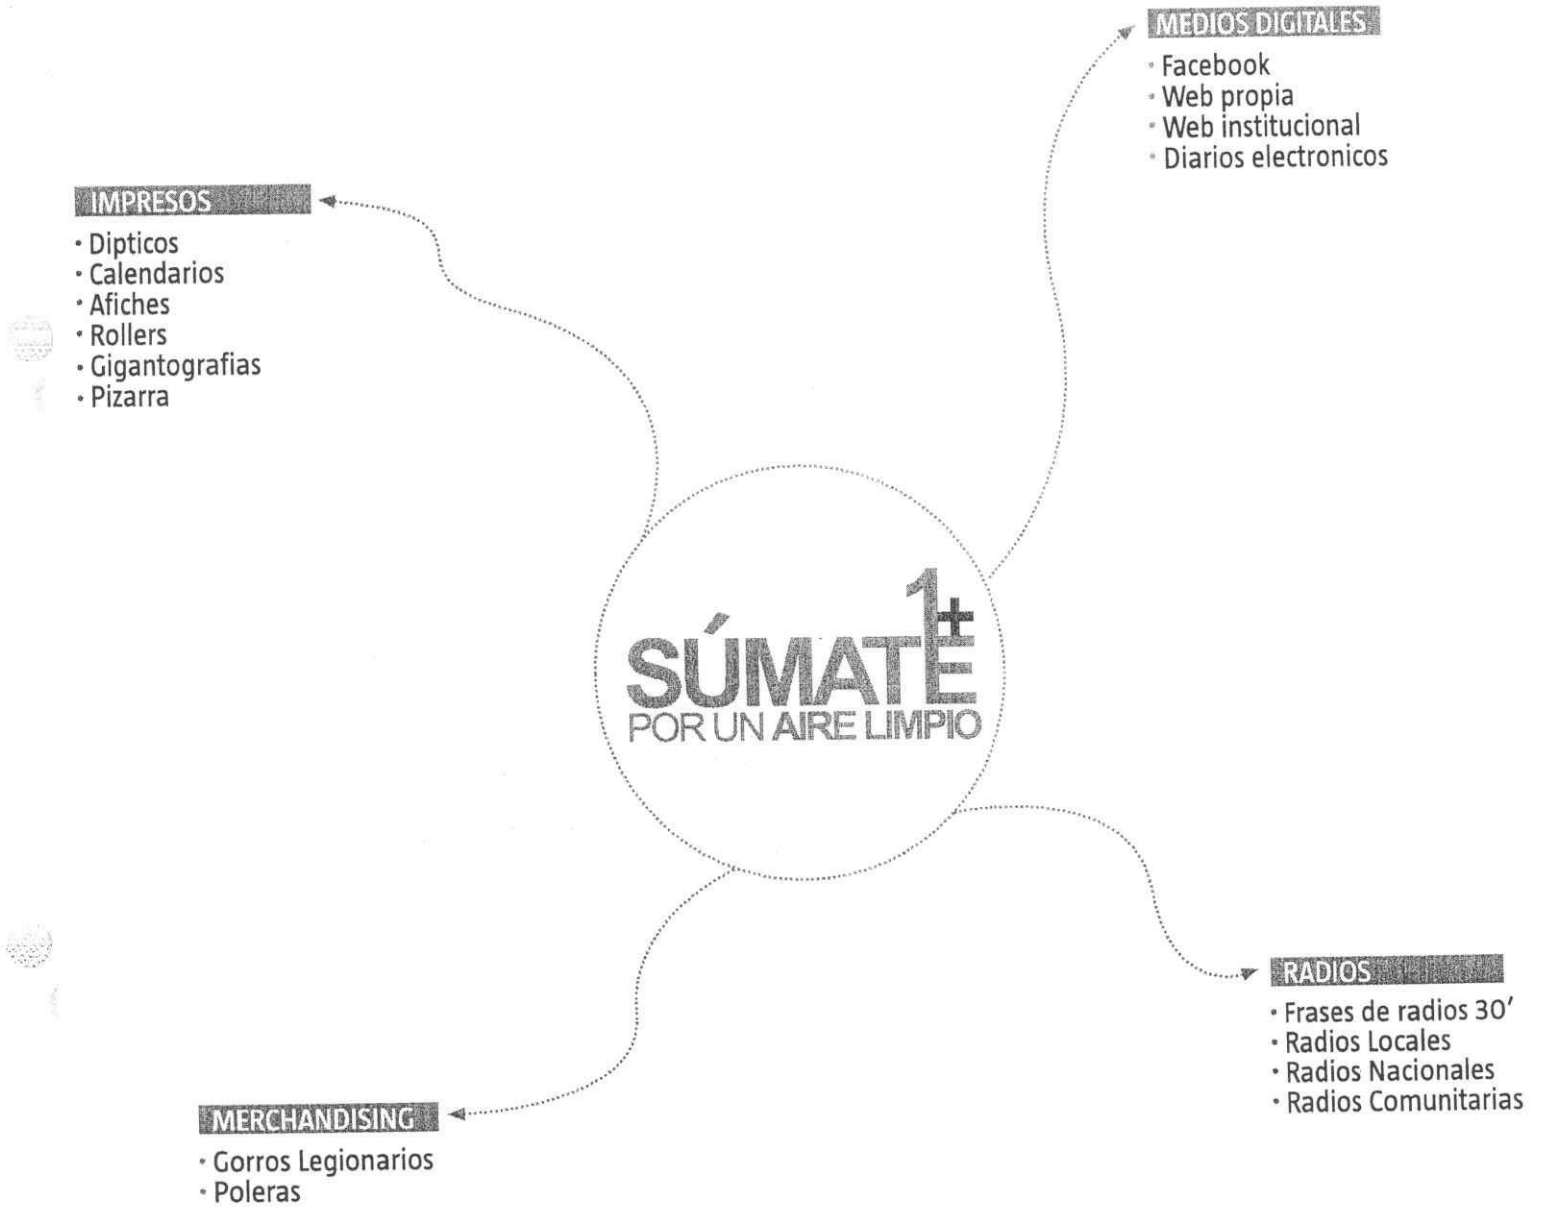 MEDIOS DIGITALES
· Facebook
· Web propia
· Web institucional
· Diarios electronicos
IMPRESOS
· Dipticos
· Calendarios
· Afiches
· Rollers
· Gigantografias
· Pizarra
1+
SÚMATE
POR UN AIRE LIMPIO
RADIOS
· Frases de radios 30'
· Radios Locales
· Radios Nacionales
· Radios Comunitarias
MERCHANDISING
· Gorros Legionarios
· Poleras